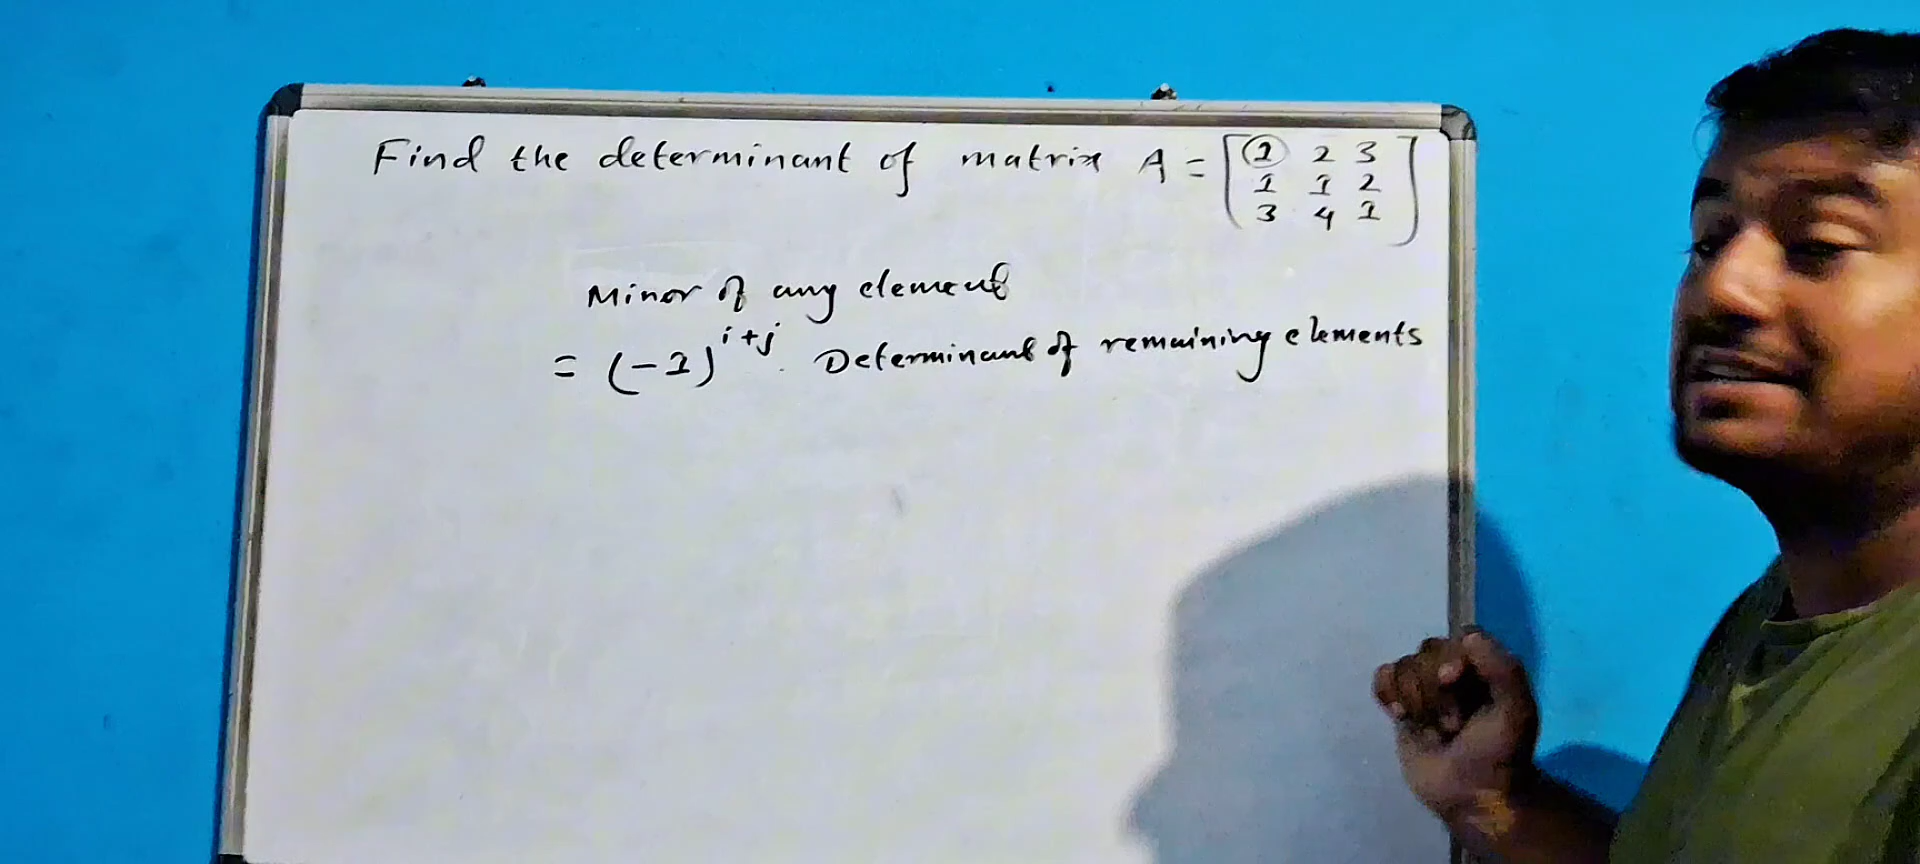 Find the determinant of matrix A = [1 2 3
1 1 2
3 4 1]
Minor of any element
= (-1)^i+j . Determinant of remaining elements